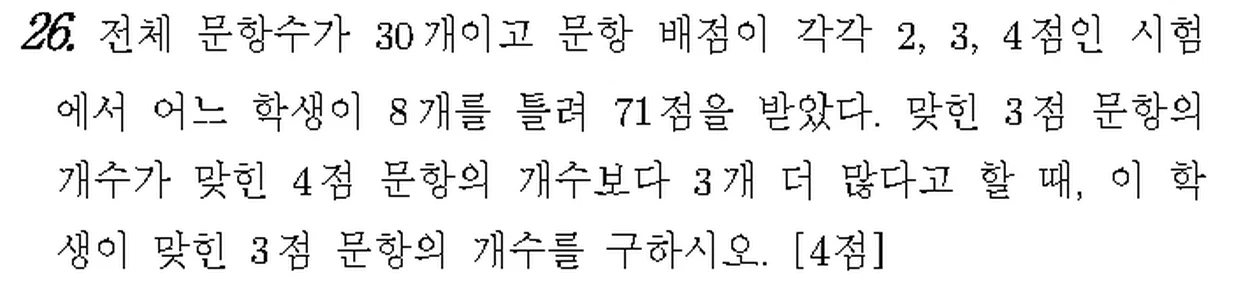 26. 전체 문항수가 30개이고 문항 배점이 각각 2, 3, 4점인 시험
에서 어느 학생이 8개를 틀려 71점을 받았다. 맞힌 3점 문항의
개수가 맞힌 4점 문항의 개수보다 3개 더 많다고 할 때, 이 학
생이 맞힌 3점 문항의 개수를 구하시오. [4점]